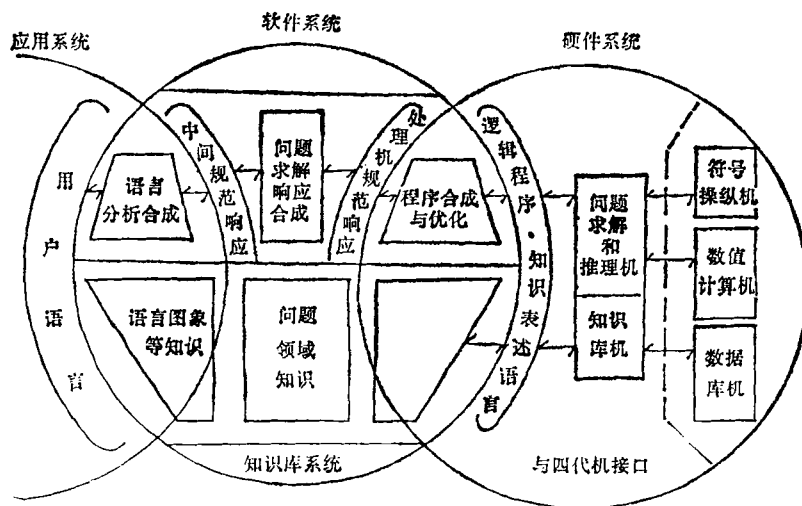 软件系统
应用系统
硬件系统
用户语言
语言
分析合成
中间规范响应
问题
求解
响应
合成
处理机规范响应
程序合成
与优化
逻辑程序·知识表述语言
问题
求解
和
推理机
知识
库机
符号
操纵机
数值
计算机
数据
库机
语言图象
等知识
问题
领域
知识
知识库系统
与四代机接口